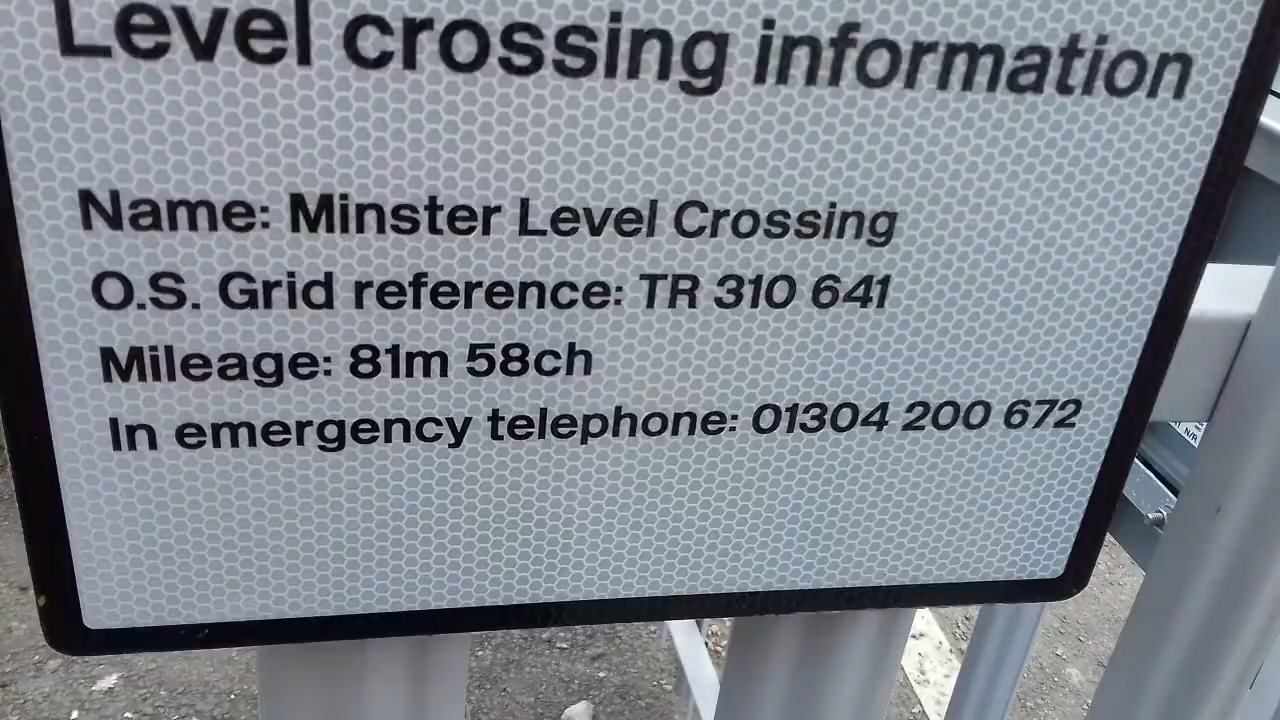 Level crossing information
Name: Minster Level Crossing
O.S. Grid reference: TR 310 641
Mileage: 81m 58ch
In emergency telephone: 01304 200 672
N/R